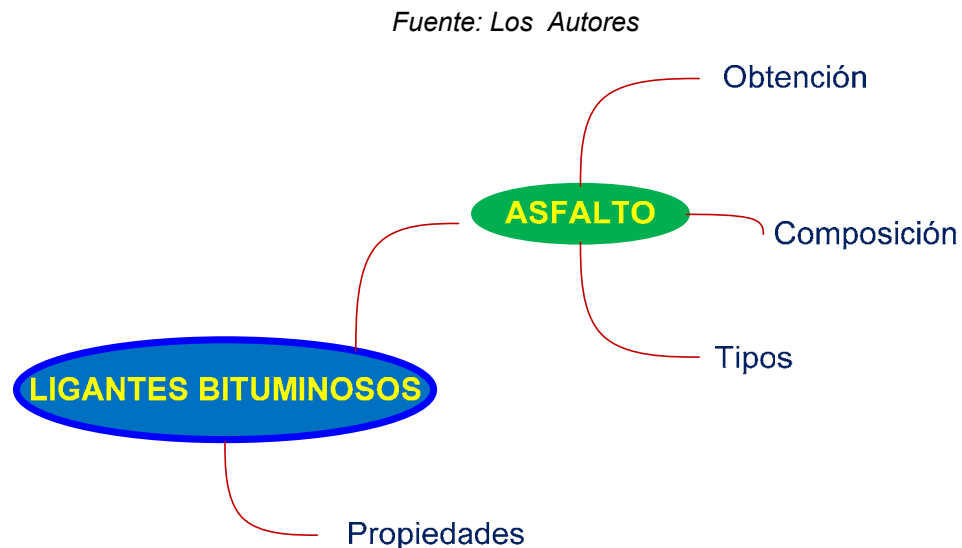 Fuente: Los Autores
Obtención
ASFALTO
Composición
Tipos
LIGANTES BITUMINOSOS
Propiedades